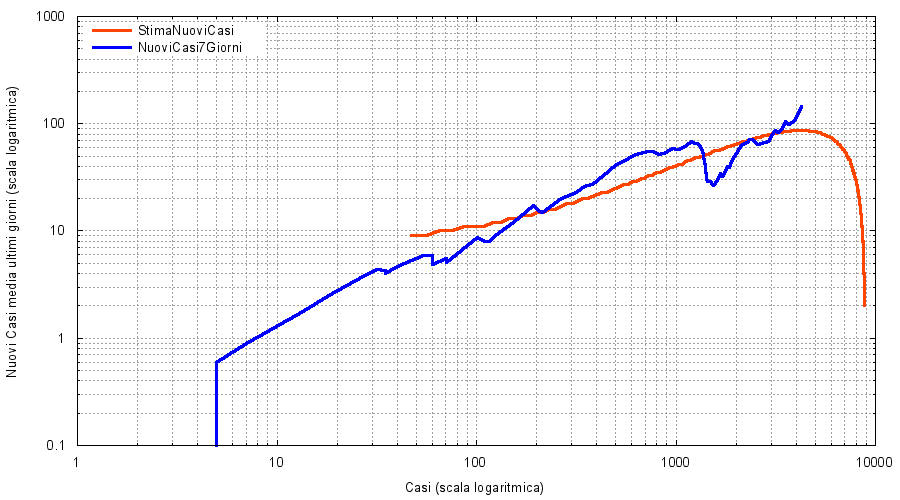 1000
StimaNuoviCasi
NuoviCasi7Giorni
100
10
1
0.1
Nuovi Casi media ultimi giorni (scala logaritmica)
1 10 100 1000 10000
Casi (scala logaritmica)